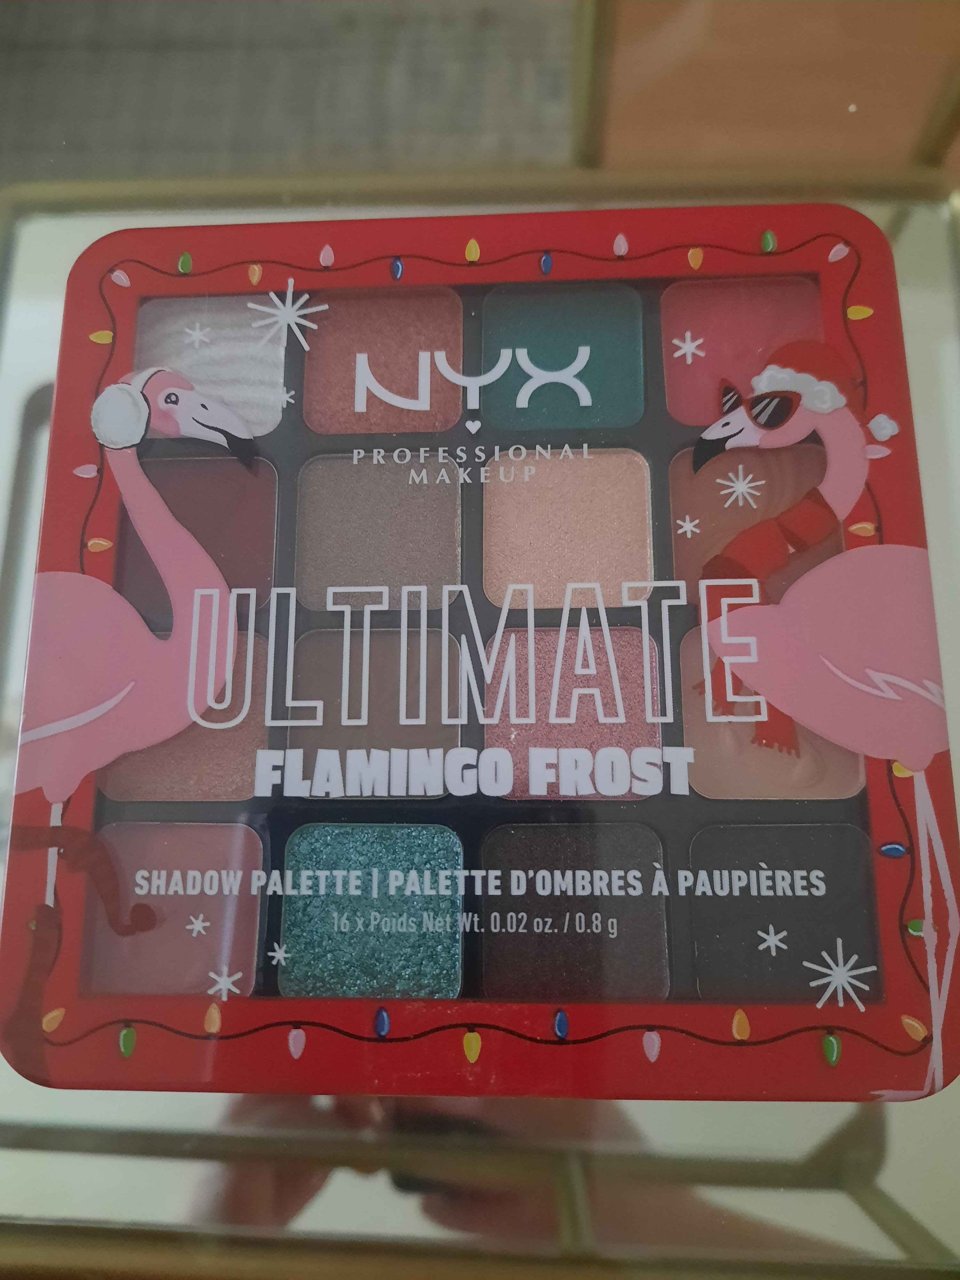 NYX
PROFESSIONAL
MAKEUP
ULTIMATE
FLAMINGO FROST
SHADOW PALETTE | PALETTE D'OMBRES À PAUPIÈRES
16 x Poids Net Wt. 0.02 oz. / 0.8 g